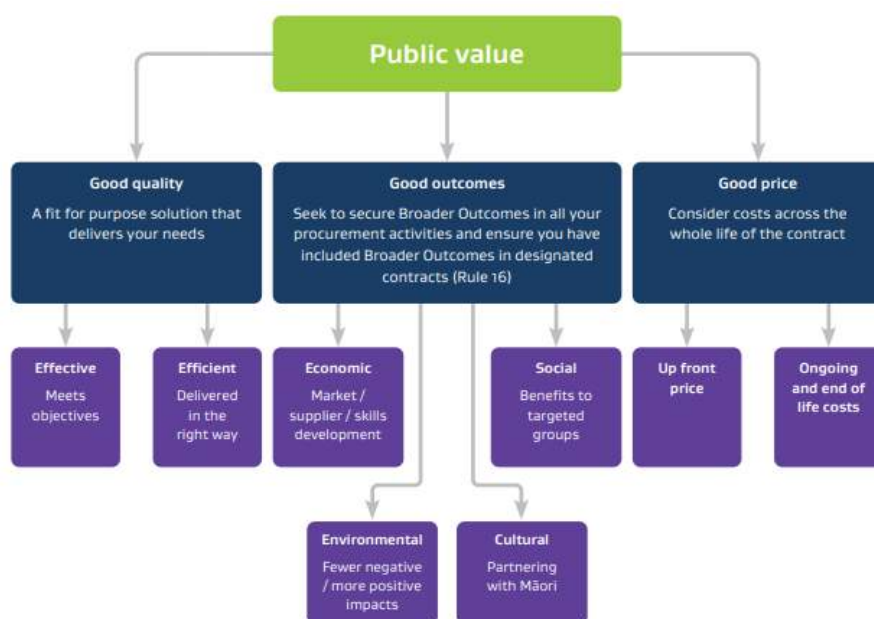 Public value
Good quality
A fit for purpose solution that
delivers your needs
Good outcomes
Seek to secure Broader Outcomes in all your
procurement activities and ensure you have
included Broader Outcomes in designated
contracts (Rule 16)
Good price
Consider costs across the
whole life of the contract
Effective
Meets
objectives
Efficient
Delivered
in the
right way
Economic
Market /
supplier / skills
development
Social
Benefits to
targeted
groups
Up front
price
Ongoing
and end of
life costs
Environmental
Fewer negative
/ more positive
impacts
Cultural
Partnering
with Māori